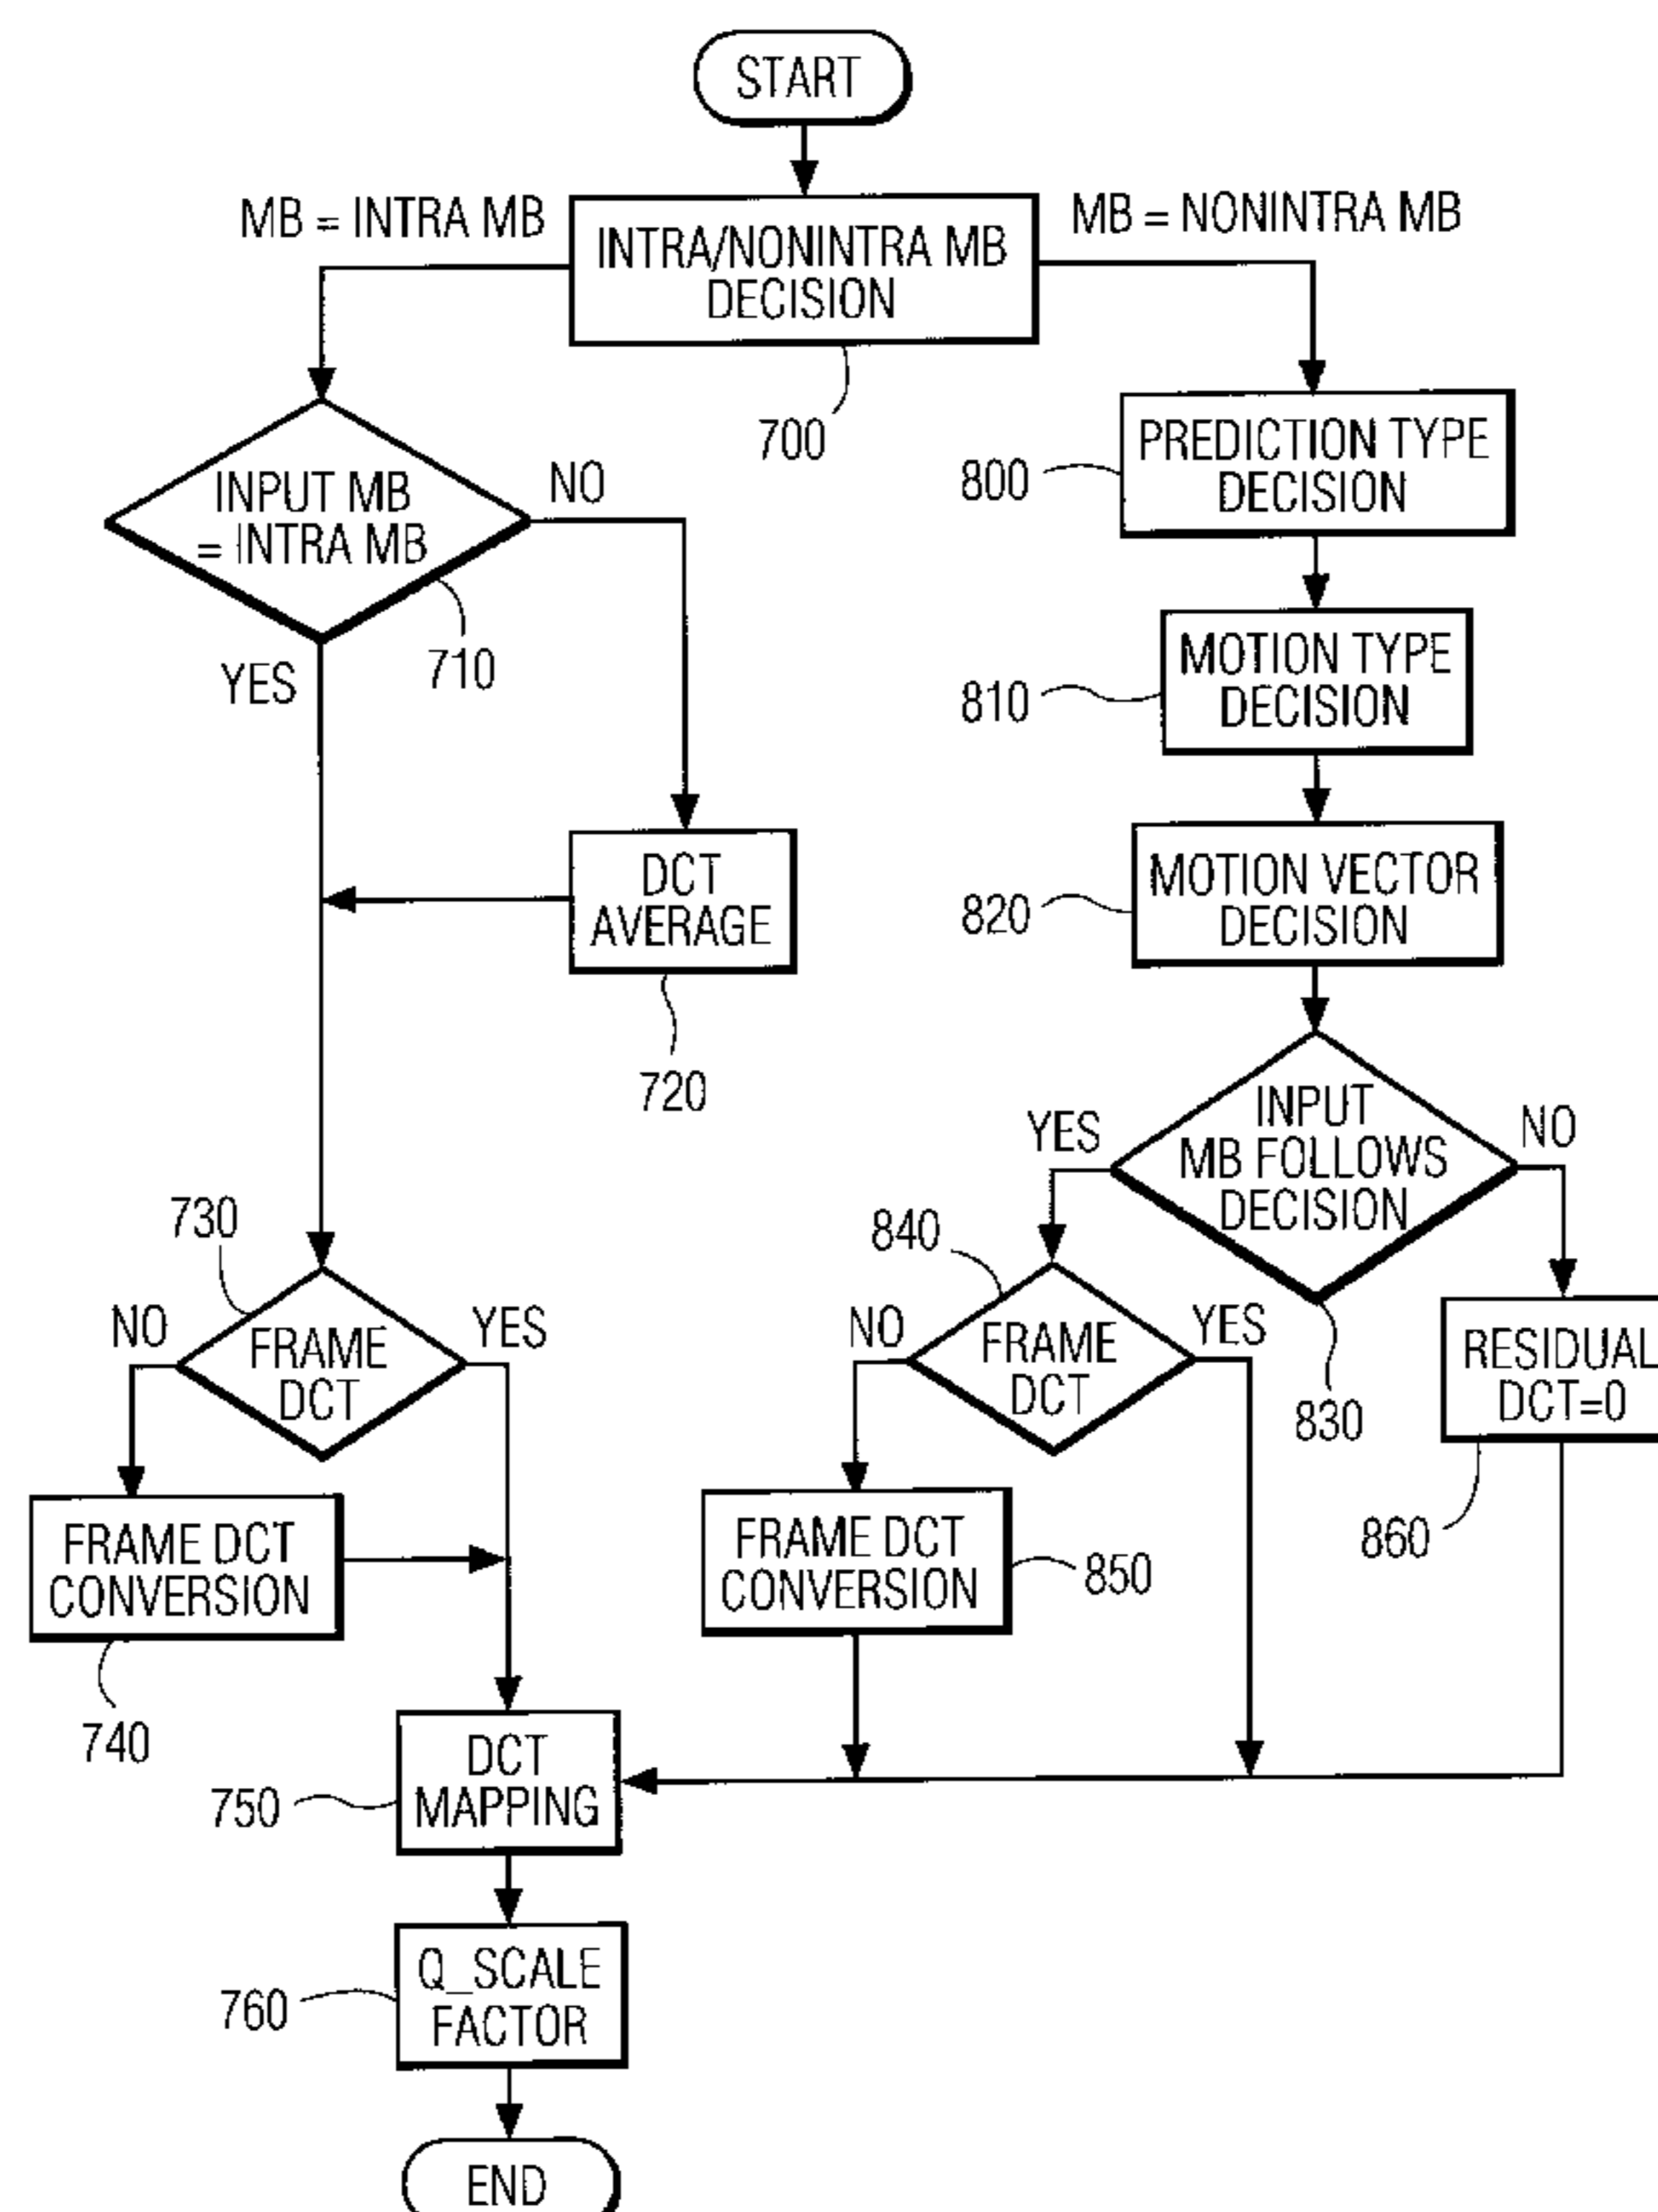 START
MB = INTRA MB
MB = NONINTRA MB
INTRA/NONINTRA MB
DECISION
700
INPUT MB
= INTRA MB
NO
YES
710
800
PREDICTION TYPE
DECISION
810
MOTION TYPE
DECISION
DCT
AVERAGE
720
820
MOTION VECTOR
DECISION
INPUT
MB FOLLOWS
DECISION
YES
NO
830
730
NO
FRAME
DCT
YES
840
NO
FRAME
DCT
YES
RESIDUAL
DCT=0
860
FRAME DCT
CONVERSION
740
FRAME DCT
CONVERSION
850
750
DCT
MAPPING
760
Q_SCALE
FACTOR
END